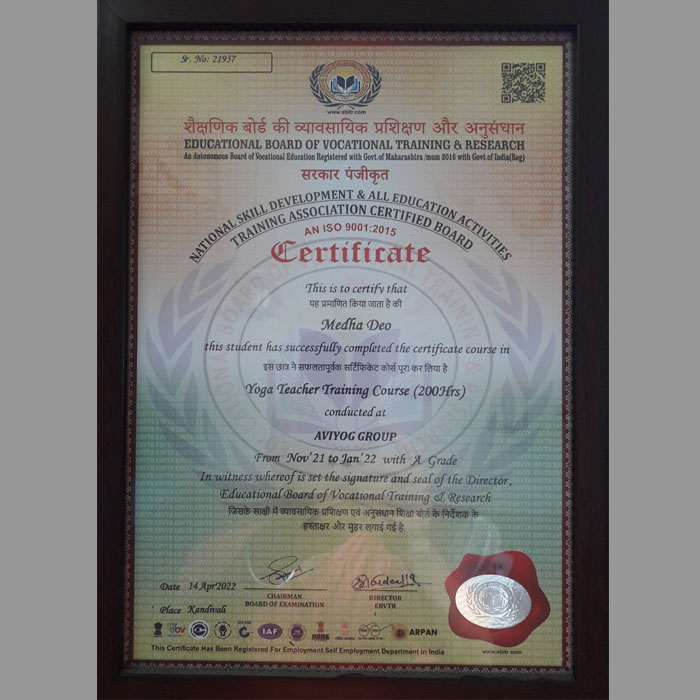 Sr. No: 21957
www.ebitr.com
शैक्षणिक बोर्ड की व्यावसायिक प्रशिक्षण और अनुसंधान
EDUCATIONAL BOARD OF VOCATIONAL TRAINING & RESEARCH
An Autonomous Board of Vocational Education Registered with Govt.of Maharashtra /mum 2016 with Govt.of India(Reg)
सरकार पंजीकृत
NATIONAL SKILL DEVELOPMENT & ALL EDUCATION ACTIVITIES
TRAINING ASSOCIATION CERTIFIED BOARD
AN ISO 9001:2015
Certificate
This is to certify that
यह प्रमाणित किया जाता है की
Medha Deo
this student has successfully completed the certificate course in
इस छात्र ने सफलतापूर्वक सर्टिफिकेट कोर्स पूरा कर लिया है
Yoga Teacher Training Course (200Hrs)
conducted at
AVIYOG GROUP
From Nov'21 to Jan'22 with A Grade
In witness whereof is set the signature and seal of the Director,
Educational Board of Vocational Training & Research
जिसके साक्षी में व्यावसायिक प्रशिक्षण एवं अनुसंधान शिक्षा बोर्ड के निर्देशक के
हस्ताक्षर और मुहर लगाई गई है.
Date 14 Apr2022
CHAIRMAN
BOARD OF EXAMINATION
DIRECTOR
EBVTR
Place Kandivali
IAF
ARPAN
This Certificate Has Been Registered For Employment Self Employment Department in India
www.ebitr.com